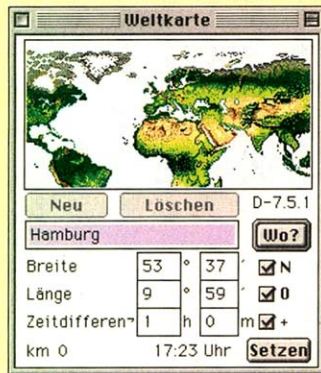 Weltkarte
Neu Löschen D-7.5.1
Hamburg Wo?
Breite 53 ° 37 ´ N
Länge 9 ° 59 ´ O
Zeitdifferenz 1 h 0 m +
km 0 17:23 Uhr Setzen